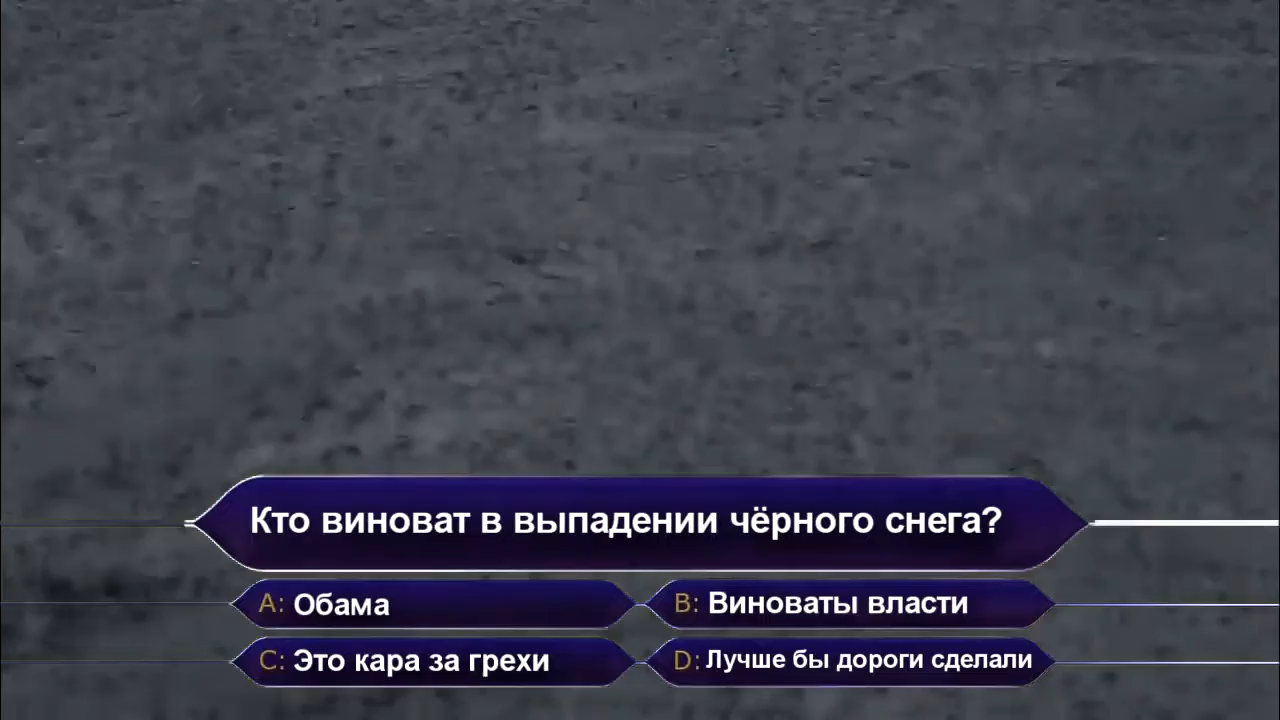 Кто виноват в выпадении чёрного снега?
A: Обама
B: Виноваты власти
C: Это кара за грехи
D: Лучше бы дороги сделали